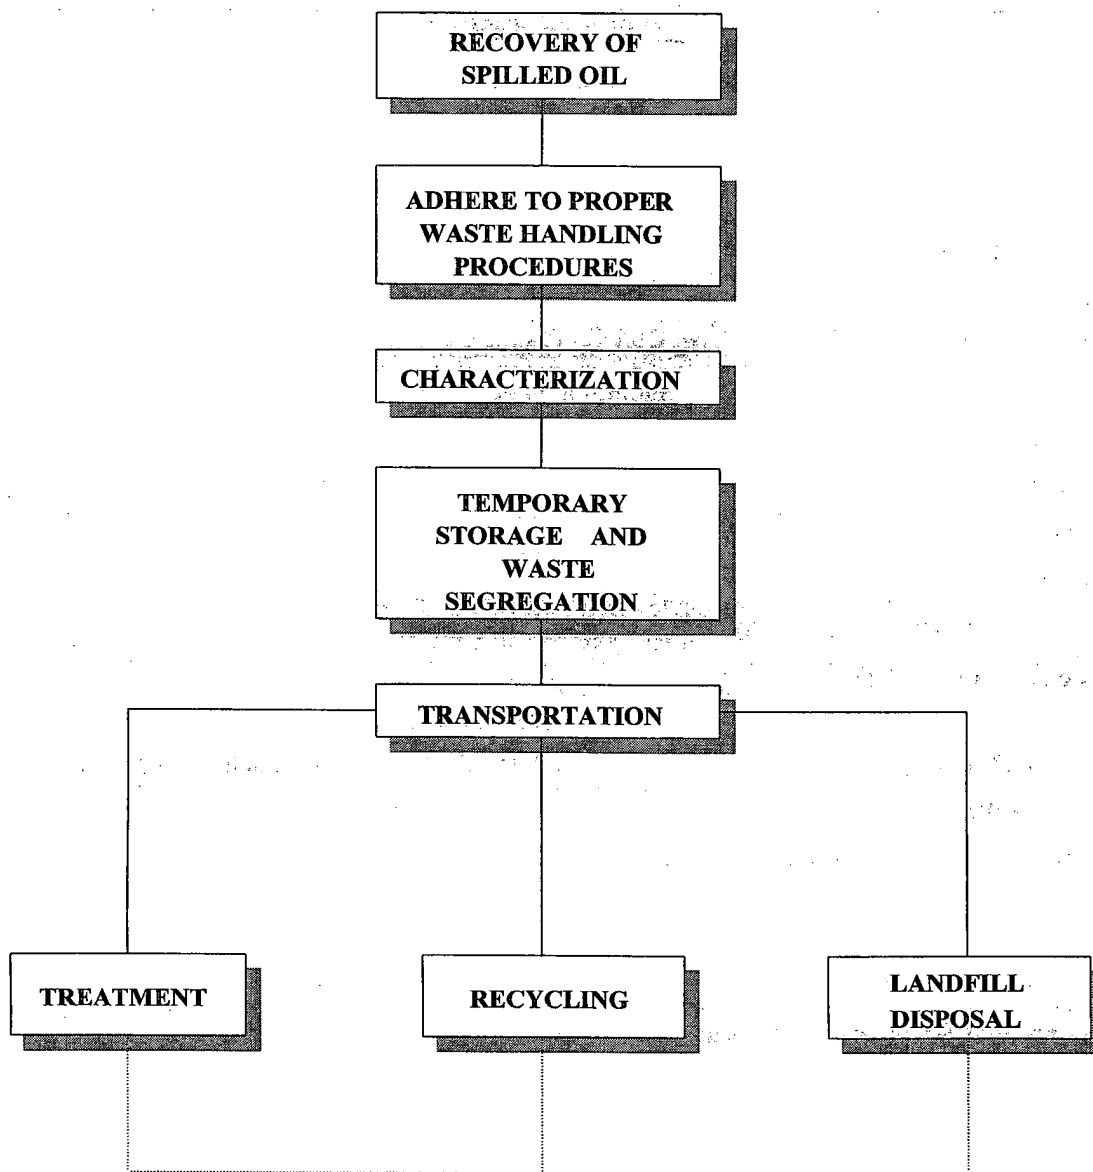 RECOVERY OF
SPILLED OIL
ADHERE TO PROPER
WASTE HANDLING
PROCEDURES
CHARACTERIZATION
TEMPORARY
STORAGE AND
WASTE
SEGREGATION
TRANSPORTATION
TREATMENT
RECYCLING
LANDFILL
DISPOSAL